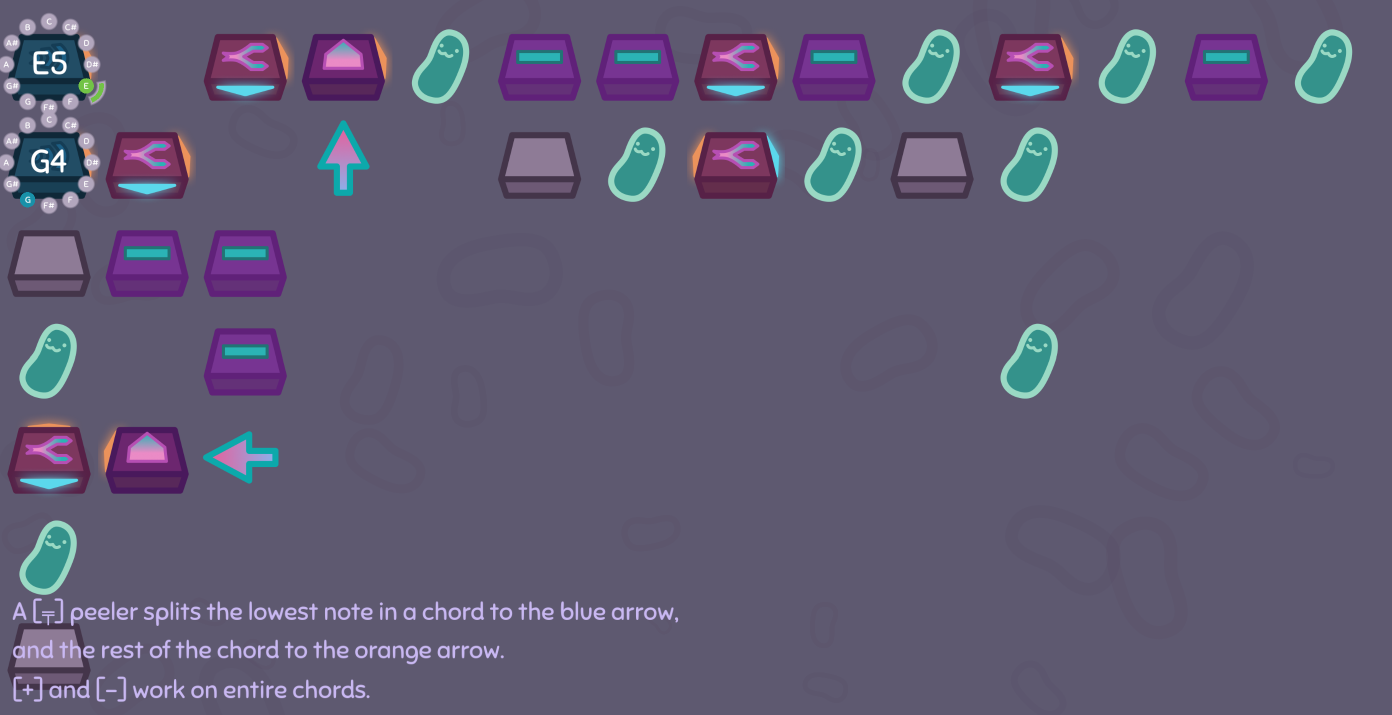 C
B C#
A# D
E5
A D#
G# E
G F
F#
C
B C#
A# D
G4
A D#
G# E
G F
F#
A [╤] peeler splits the lowest note in a chord to the blue arrow,
and the rest of the chord to the orange arrow.
[+] and [-] work on entire chords.